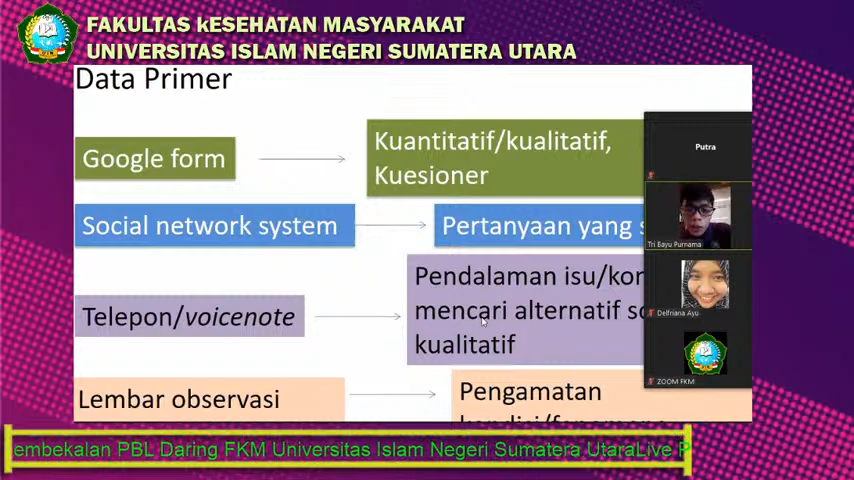 FAKULTAS kESEHATAN MASYARAKAT
UNIVERSITAS ISLAM NEGERI SUMATERA UTARA
Data Primer
Google form
Kuantitatif/kualitatif,
Kuesioner
Social network system
Pertanyaan yang
Telepon/voicenote
Pendalaman isu/kon
mencari alternatif
kualitatif
Lembar observasi
Pengamatan
Putra
Tri Bayu Purnama
Delfriana Ayu
ZOOM FKM
embekalan PBL Daring FKM Universitas Islam Negeri Sumatera UtaraLive P